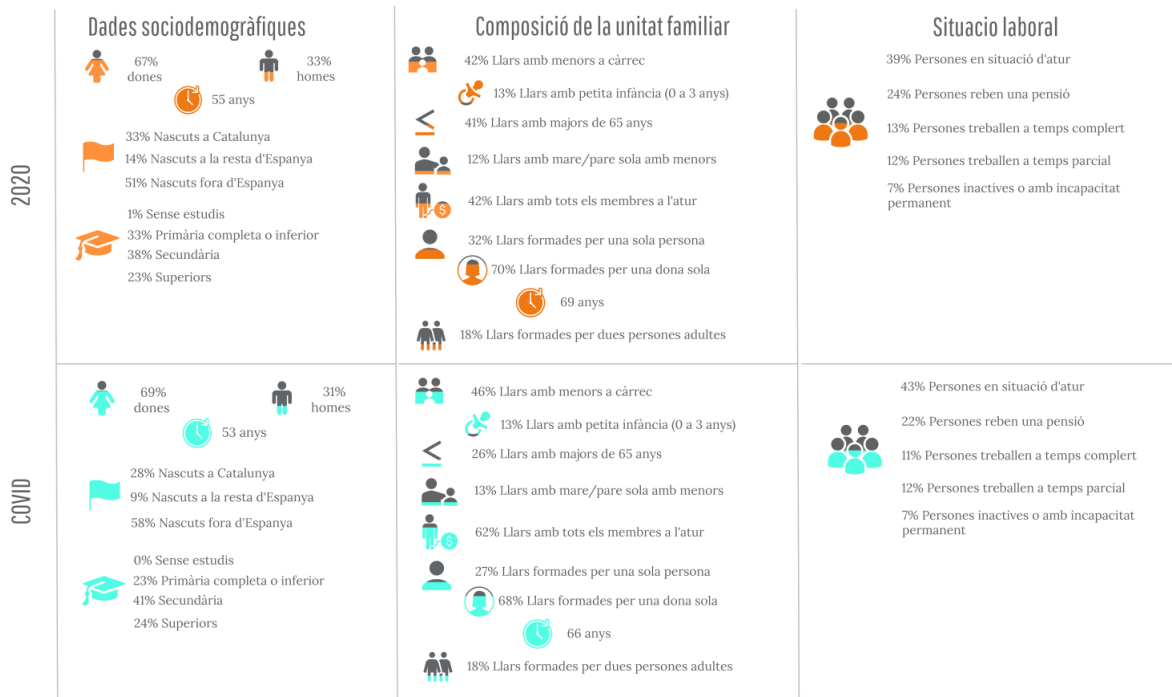 Dades sociodemogràfiques
67%
dones
33%
homes
55 anys
33% Nascuts a Catalunya
14% Nascuts a la resta d'Espanya
51% Nascuts fora d'Espanya
1% Sense estudis
33% Primària completa o inferior
38% Secundària
23% Superiors
Composició de la unitat familiar
42% Llars amb menors a càrrec
13% Llars amb petita infància (0 a 3 anys)
41% Llars amb majors de 65 anys
12% Llars amb mare/pare sola amb menors
42% Llars amb tots els membres a l'atur
$
32% Llars formades per una sola persona
70% Llars formades per una dona sola
69 anys
18% Llars formades per dues persones adultes
Situacio laboral
39% Persones en situació d'atur
24% Persones reben una pensió
13% Persones treballen a temps complert
12% Persones treballen a temps parcial
7% Persones inactives o amb incapacitat
permanent
2020
69%
dones
31%
homes
53 anys
28% Nascuts a Catalunya
9% Nascuts a la resta d'Espanya
58% Nascuts fora d'Espanya
0% Sense estudis
23% Primària completa o inferior
41% Secundària
24% Superiors
46% Llars amb menors a càrrec
13% Llars amb petita infància (0 a 3 anys)
26% Llars amb majors de 65 anys
13% Llars amb mare/pare sola amb menors
62% Llars amb tots els membres a l'atur
$
27% Llars formades per una sola persona
68% Llars formades per una dona sola
66 anys
18% Llars formades per dues persones adultes
43% Persones en situació d'atur
22% Persones reben una pensió
11% Persones treballen a temps complert
12% Persones treballen a temps parcial
7% Persones inactives o amb incapacitat
permanent
COVID